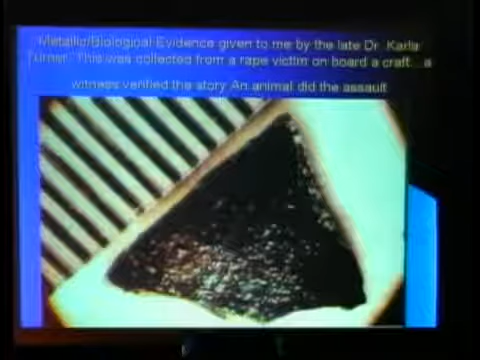 Metallic/Biological Evidence given to me by the late Dr. Karla
Turner. This was collected from a rape victim on board a craft...a
witness verified the story An animal did the assault